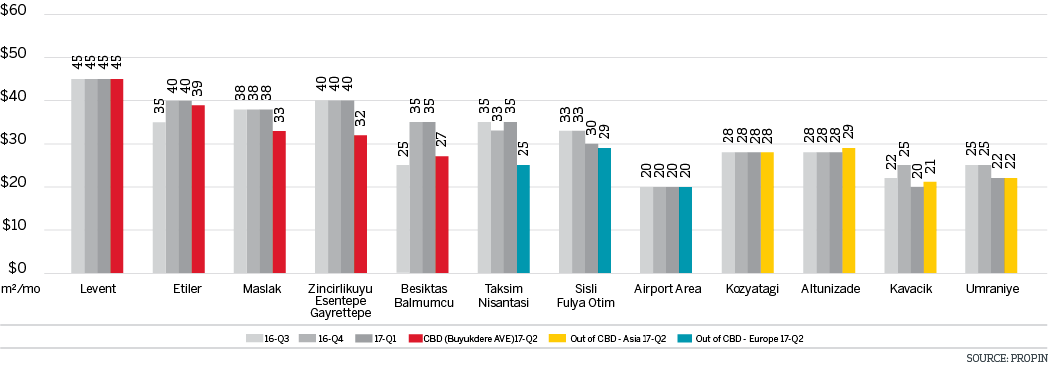 $60
$50
$40
$30
$20
$10
$0
m²/mo
45 45 45 45
35 40 40 39
38 38 38 33
40 40 40 32
25 35 35 27
35 33 35 25
33 33 30 29
20 20 20 20
28 28 28 28
28 28 28 29
22 25 20 21
25 25 22 22
Levent
Etiler
Maslak
Zincirlikuyu
Esentepe
Gayrettepe
Besiktas
Balmumcu
Taksim
Nisantasi
Sisli
Fulya Otim
Airport Area
Kozyatagi
Altunizade
Kavacik
Umraniye
16-Q3 16-Q4 17-Q1 CBD (Buyukdere AVE)17-Q2 Out of CBD - Asia 17-Q2 Out of CBD - Europe 17-Q2
SOURCE: PROPIN